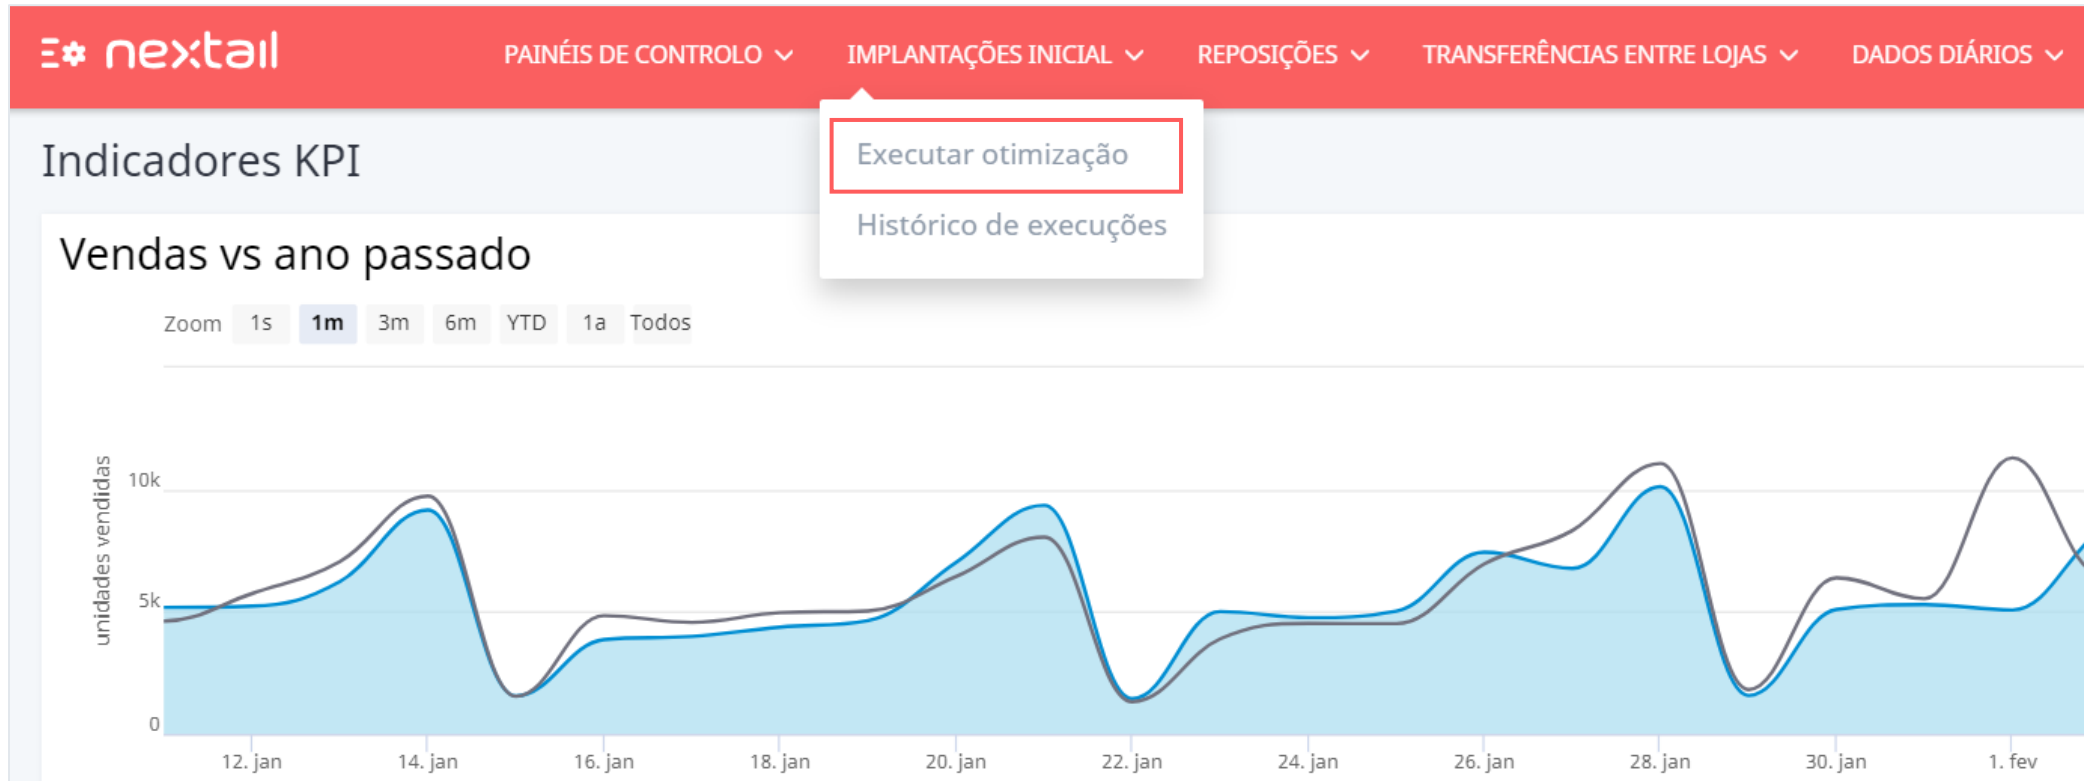 nextail
PAINÉIS DE CONTROLO
IMPLANTAÇÕES INICIAL
REPOSIÇÕES
TRANSFERÊNCIAS ENTRE LOJAS
DADOS DIÁRIOS
Executar otimização
Histórico de execuções
Indicadores KPI
Vendas vs ano passado
Zoom 1s 1m 3m 6m YTD 1a Todos
unidades vendidas
10k
5k
0
12. jan 14. jan 16. jan 18. jan 20. jan 22. jan 24. jan 26. jan 28. jan 30. jan 1. fev